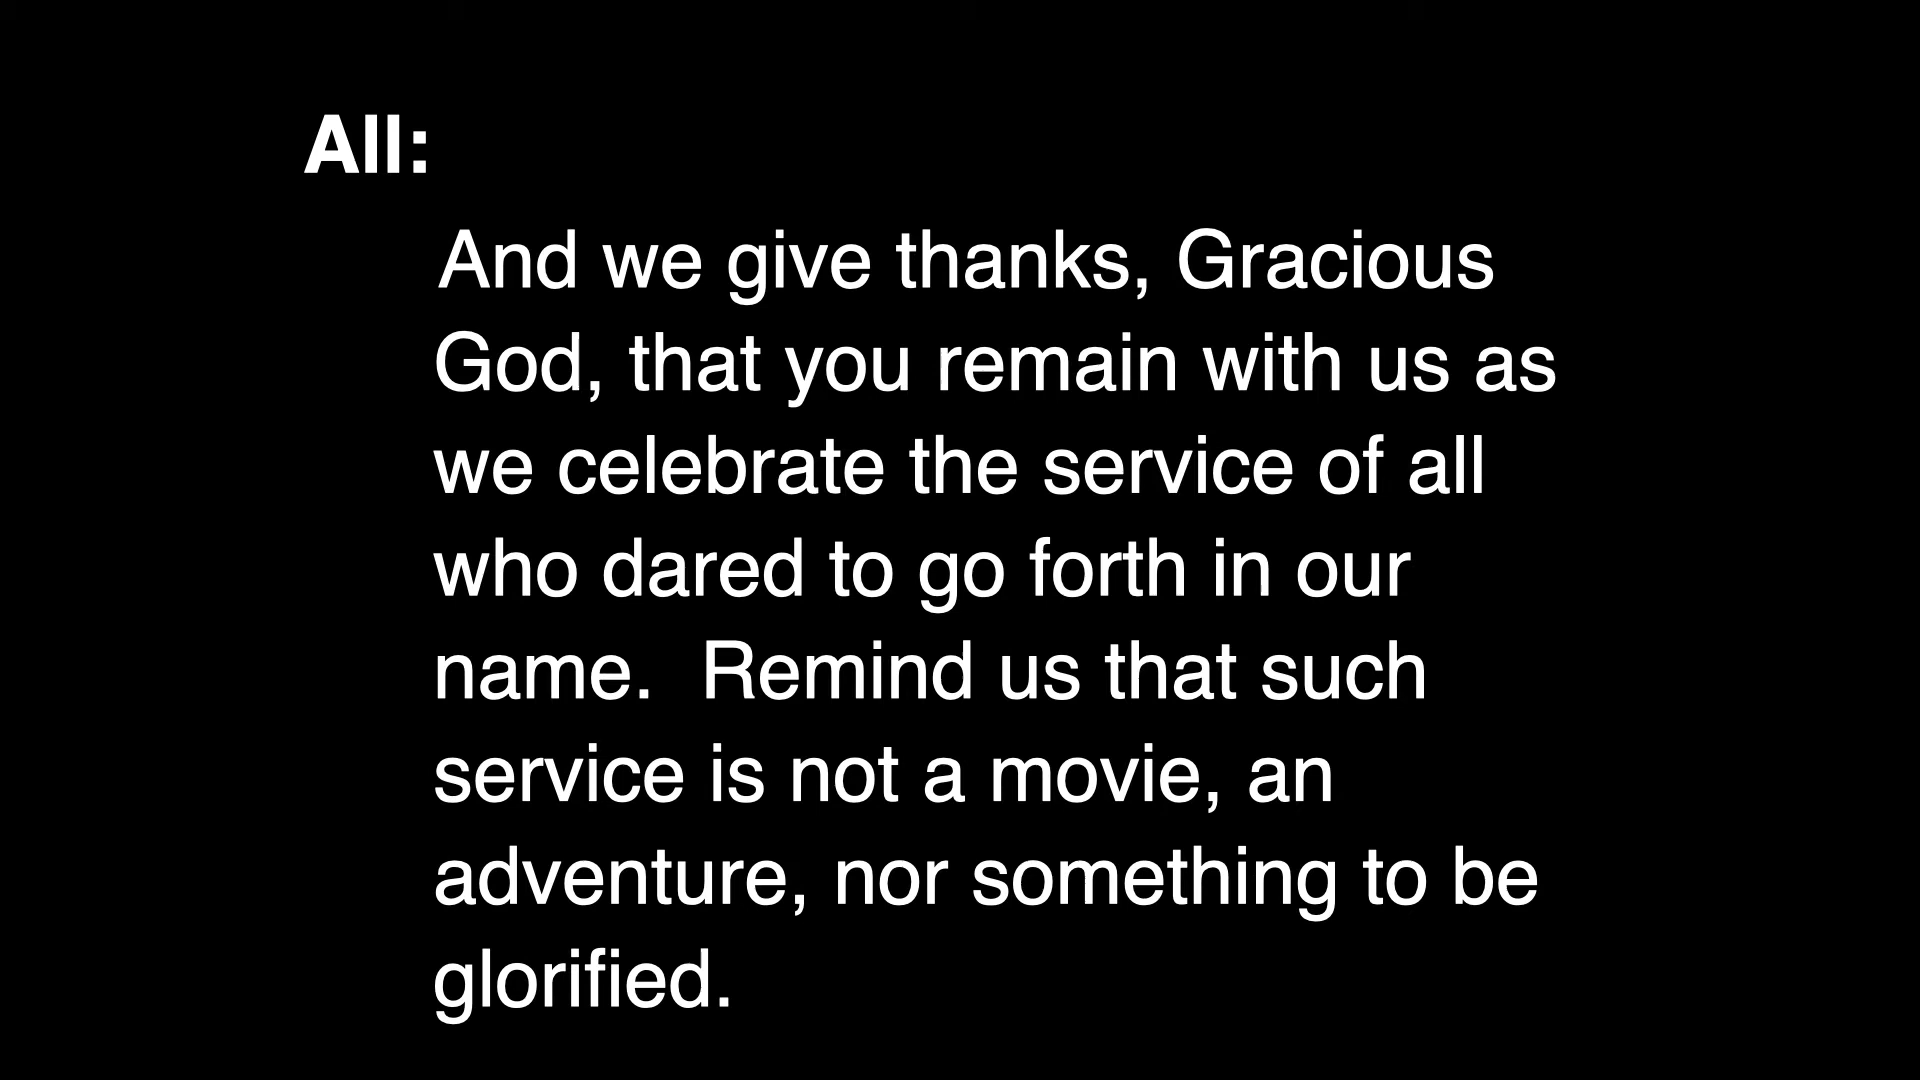 All:
And we give thanks, Gracious
God, that you remain with us as
we celebrate the service of all
who dared to go forth in our
name.  Remind us that such
service is not a movie, an
adventure, nor something to be
glorified.